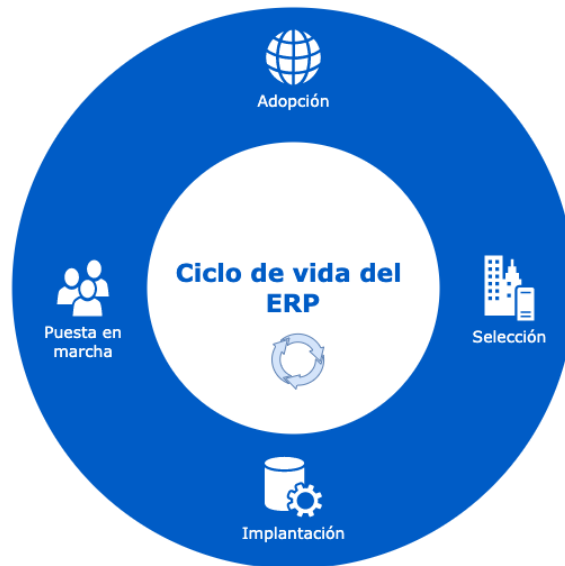 Adopción
Ciclo de vida del
ERP
Puesta en
marcha
Selección
Implantación